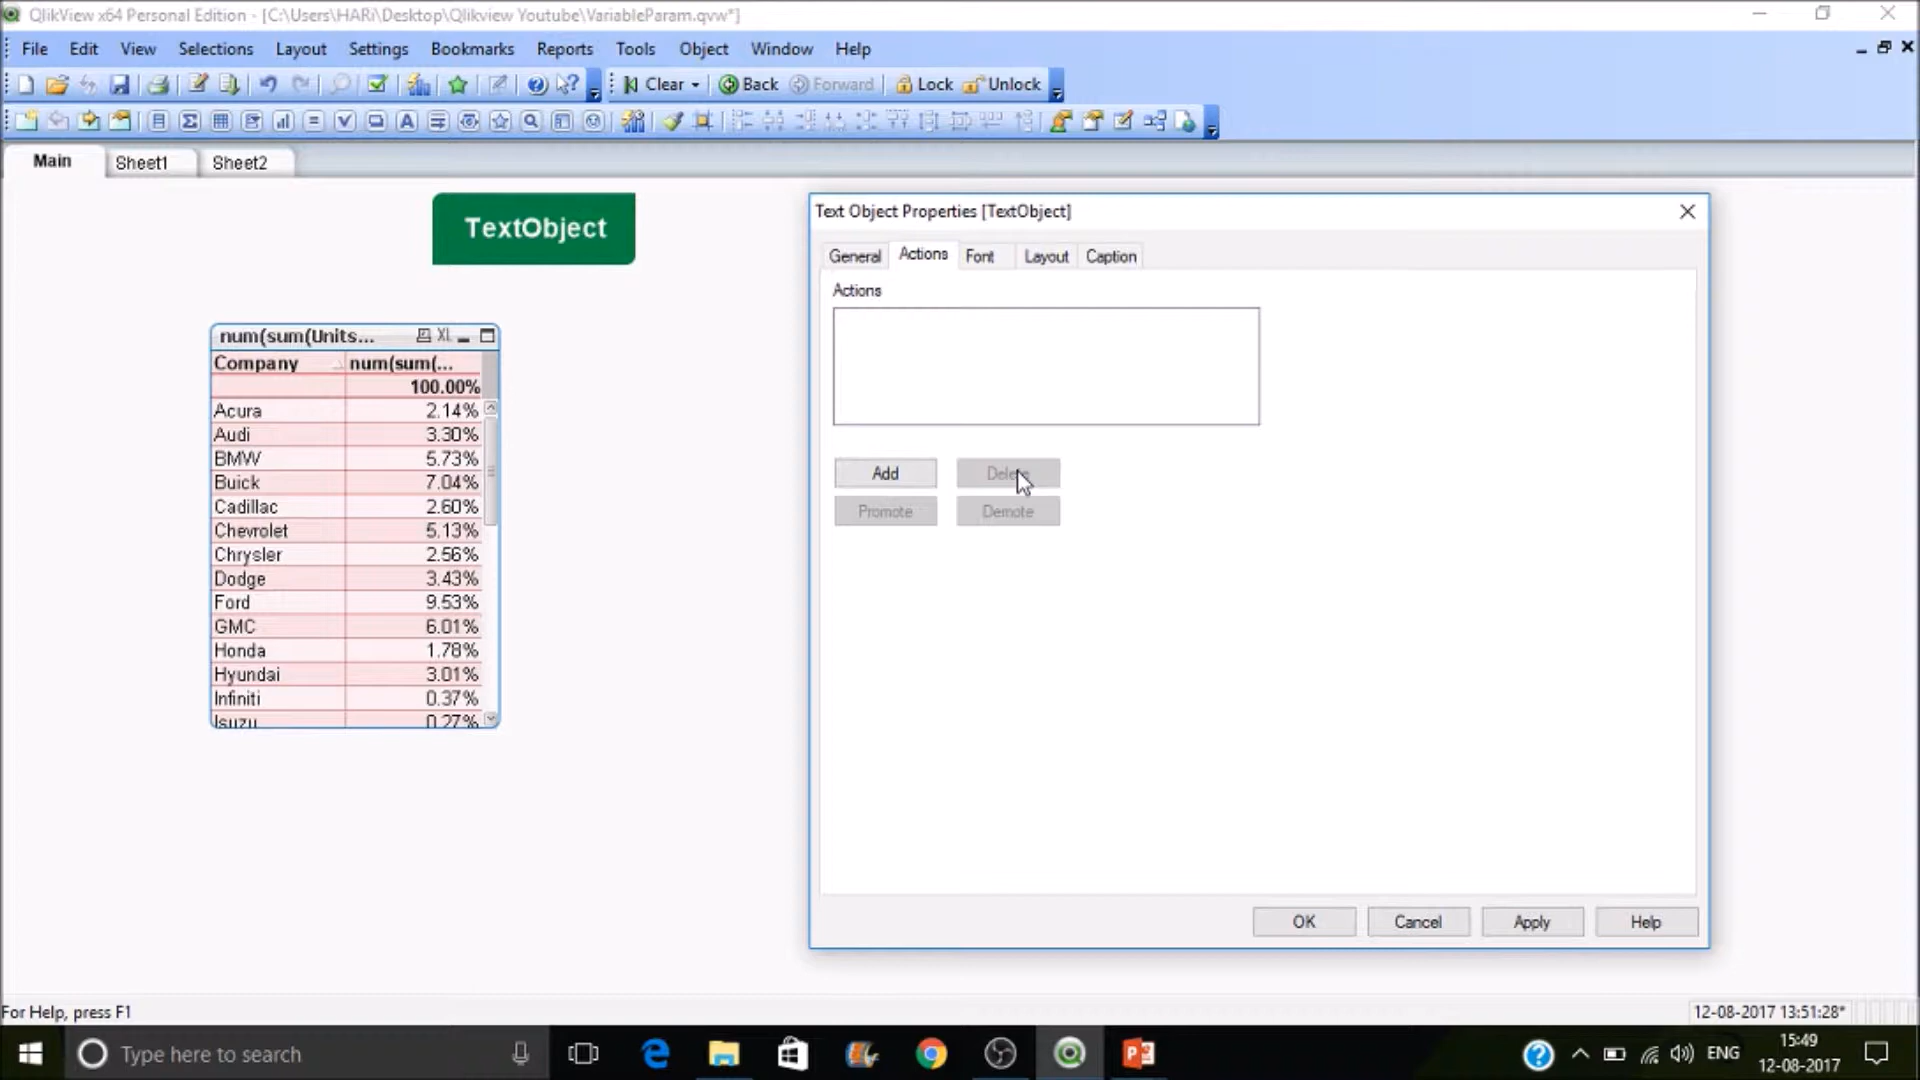 QlikView x64 Personal Edition - [C:\Users\HARi\Desktop\Qlikview Youtube\VariableParam.qvw*]
File Edit View Selections Layout Settings Bookmarks Reports Tools Object Window Help
Clear Back Forward Lock Unlock
Main Sheet1 Sheet2
TextObject
num(sum(Units... XL
Company num(sum(...
100.00%
Acura 2.14%
Audi 3.30%
BMW 5.73%
Buick 7.04%
Cadillac 2.60%
Chevrolet 5.13%
Chrysler 2.56%
Dodge 3.43%
Ford 9.53%
GMC 6.01%
Honda 1.78%
Hyundai 3.01%
Infiniti 0.37%
Isuzu 0.27%
Text Object Properties [TextObject]
General Actions Font Layout Caption
Actions
Add Delete
Promote Demote
OK Cancel Apply Help
For Help, press F1
12-08-2017 13:51:28*
Type here to search
ENG
15:49
12-08-2017